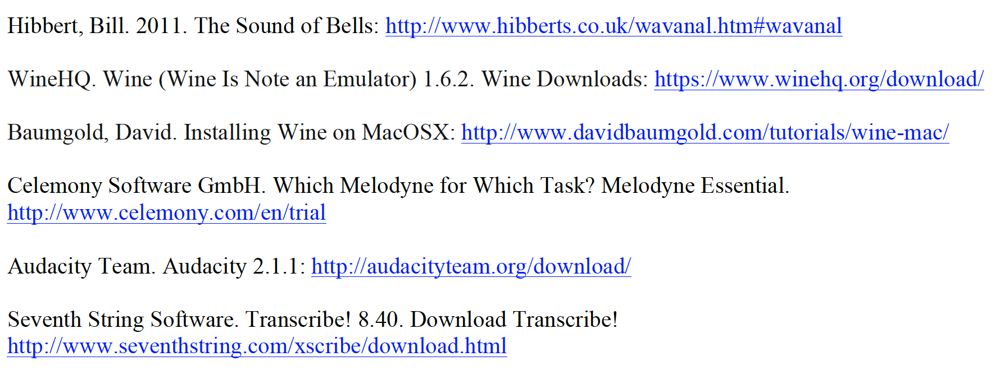 Hibbert, Bill. 2011. The Sound of Bells: http://www.hibberts.co.uk/wavanal.htm#wavanal
WineHQ. Wine (Wine Is Note an Emulator) 1.6.2. Wine Downloads: https://www.winehq.org/download/
Baumgold, David. Installing Wine on MacOSX: http://www.davidbaumgold.com/tutorials/wine-mac/
Celemony Software GmbH. Which Melodyne for Which Task? Melodyne Essential.
http://www.celemony.com/en/trial
Audacity Team. Audacity 2.1.1: http://audacityteam.org/download/
Seventh String Software. Transcribe! 8.40. Download Transcribe!
http://www.seventhstring.com/xscribe/download.html